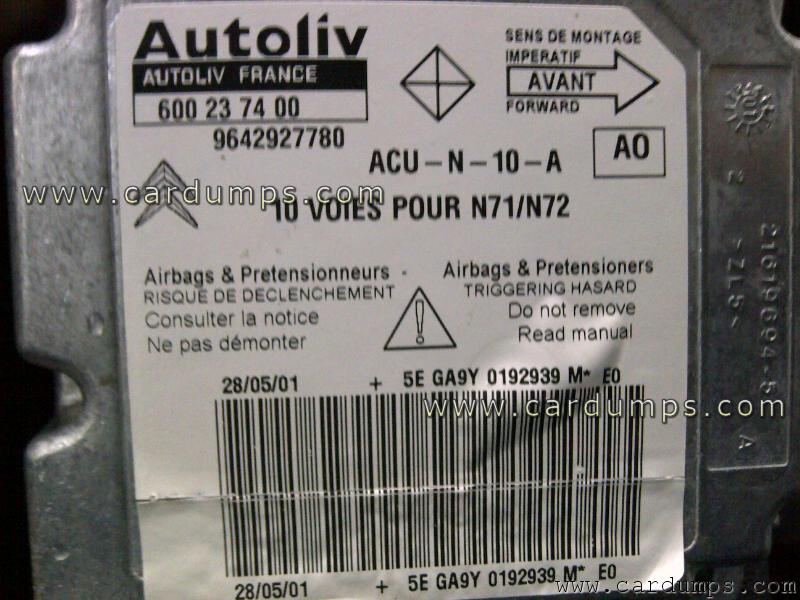 Autoliv
AUTOLIV FRANCE
600 23 74 00
9642927780
SENS DE MONTAGE
IMPERATIF
AVANT
FORWARD
ACU-N-10-A
A0
www.cardumps.com
10 VOIES POUR N71/N72
Airbags & Pretensionneurs -
RISQUE DE DECLENCHEMENT
Consulter la notice
Ne pas démonter
Airbags & Pretensioners
TRIGGERING HASARD
Do not remove
Read manual
28/05/01 + 5E GA9Y 0192939 M* E0
www.cardumps.com
28/05/01 + 5E GA9Y 0192939 M* E0
www.cardumps.com
2
>ZL5<
A